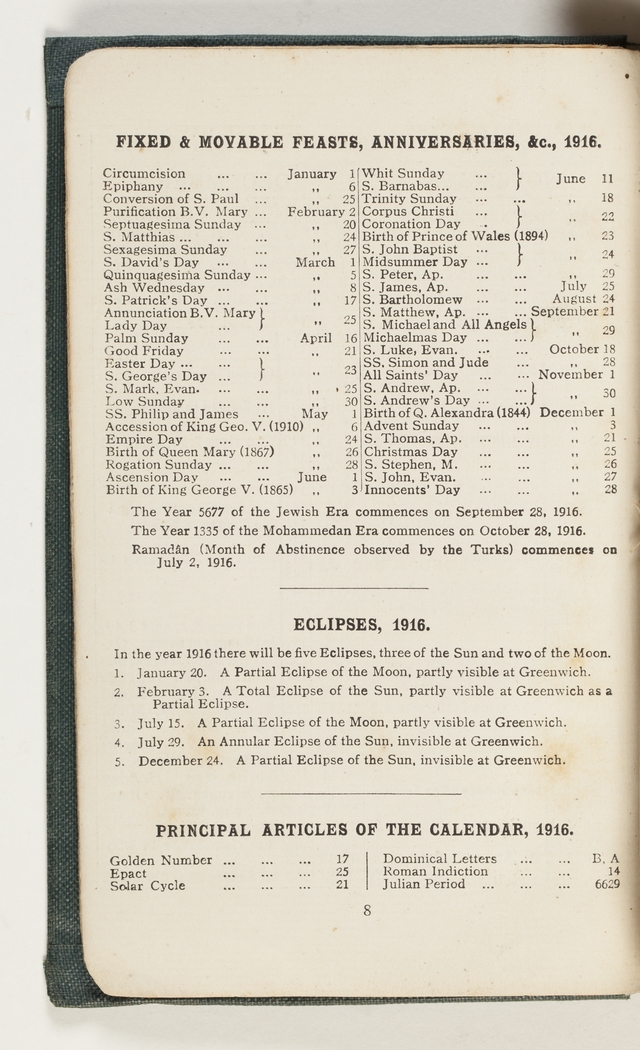 FIXED & MOVABLE FEASTS, ANNIVERSARIES, &c., 1916.
Circumcision ... ... January 1
Epiphany ... ... ... ,, 6
Conversion of S. Paul ... ,, 25
Purification B.V. Mary ... February 2
Septuagesima Sunday ... ,, 20
S. Matthias ... ... ... ,, 24
Sexagesima Sunday ... ,, 27
S. David's Day ... ... March 1
Quinquagesima Sunday ... ,, 5
Ash Wednesday ... ... ,, 8
S. Patrick's Day ... ... ,, 17
Annunciation B.V. Mary }
Lady Day ... } ,, 25
Palm Sunday ... ... April 16
Good Friday ... ... ,, 21
Easter Day ... ... }
S. George's Day ... } ,, 23
S. Mark, Evan. ... ... ,, 25
Low Sunday ... ... ,, 30
SS. Philip and James ... May 1
Accession of King Geo. V. (1910) ,, 6
Empire Day ... ... ,, 24
Birth of Queen Mary (1867) ,, 26
Rogation Sunday ... ... ,, 28
Ascension Day ... ... June 1
Birth of King George V. (1865) ,, 3
Whit Sunday ... }
S. Barnabas... ... } June 11
Trinity Sunday ... ... ,, 18
Corpus Christi ... }
Coronation Day . } ,, 22
Birth of Prince of Wales (1894) ,, 23
S. John Baptist }
Midsummer Day ... } ,, 24
S. Peter, Ap. ... ... ,, 29
S. James, Ap. ... ... July 25
S. Bartholomew ... ... August 24
S. Matthew, Ap. ... ... September 21
S. Michael and All Angels }
Michaelmas Day ... ... } ,, 29
S. Luke, Evan. ... ... October 18
SS. Simon and Jude ... ,, 28
All Saints' Day ... ... November 1
S. Andrew, Ap. ... }
S. Andrew's Day ... ... } ,, 30
Birth of Q. Alexandra (1844) December 1
Advent Sunday ... ... ,, 3
S. Thomas, Ap. ... ... ,, 21
Christmas Day ... ... ,, 25
S. Stephen, M. ... ... ,, 26
S. John, Evan. ... ... ,, 27
Innocents' Day ... ... ,, 28
The Year 5677 of the Jewish Era commences on September 28, 1916.
The Year 1335 of the Mohammedan Era commences on October 28, 1916.
Ramadân (Month of Abstinence observed by the Turks) commences on
July 2, 1916.
ECLIPSES, 1916.
In the year 1916 there will be five Eclipses, three of the Sun and two of the Moon.
1. January 20. A Partial Eclipse of the Moon, partly visible at Greenwich.
2. February 3. A Total Eclipse of the Sun, partly visible at Greenwich as a
Partial Eclipse.
3. July 15. A Partial Eclipse of the Moon, partly visible at Greenwich.
4. July 29. An Annular Eclipse of the Sun, invisible at Greenwich.
5. December 24. A Partial Eclipse of the Sun, invisible at Greenwich.
PRINCIPAL ARTICLES OF THE CALENDAR, 1916.
Golden Number ... ... ... 17
Epact ... ... ... 25
Solar Cycle ... ... ... 21
Dominical Letters ... ... B, A
Roman Indiction ... ... 14
Julian Period ... ... ... 6629
8